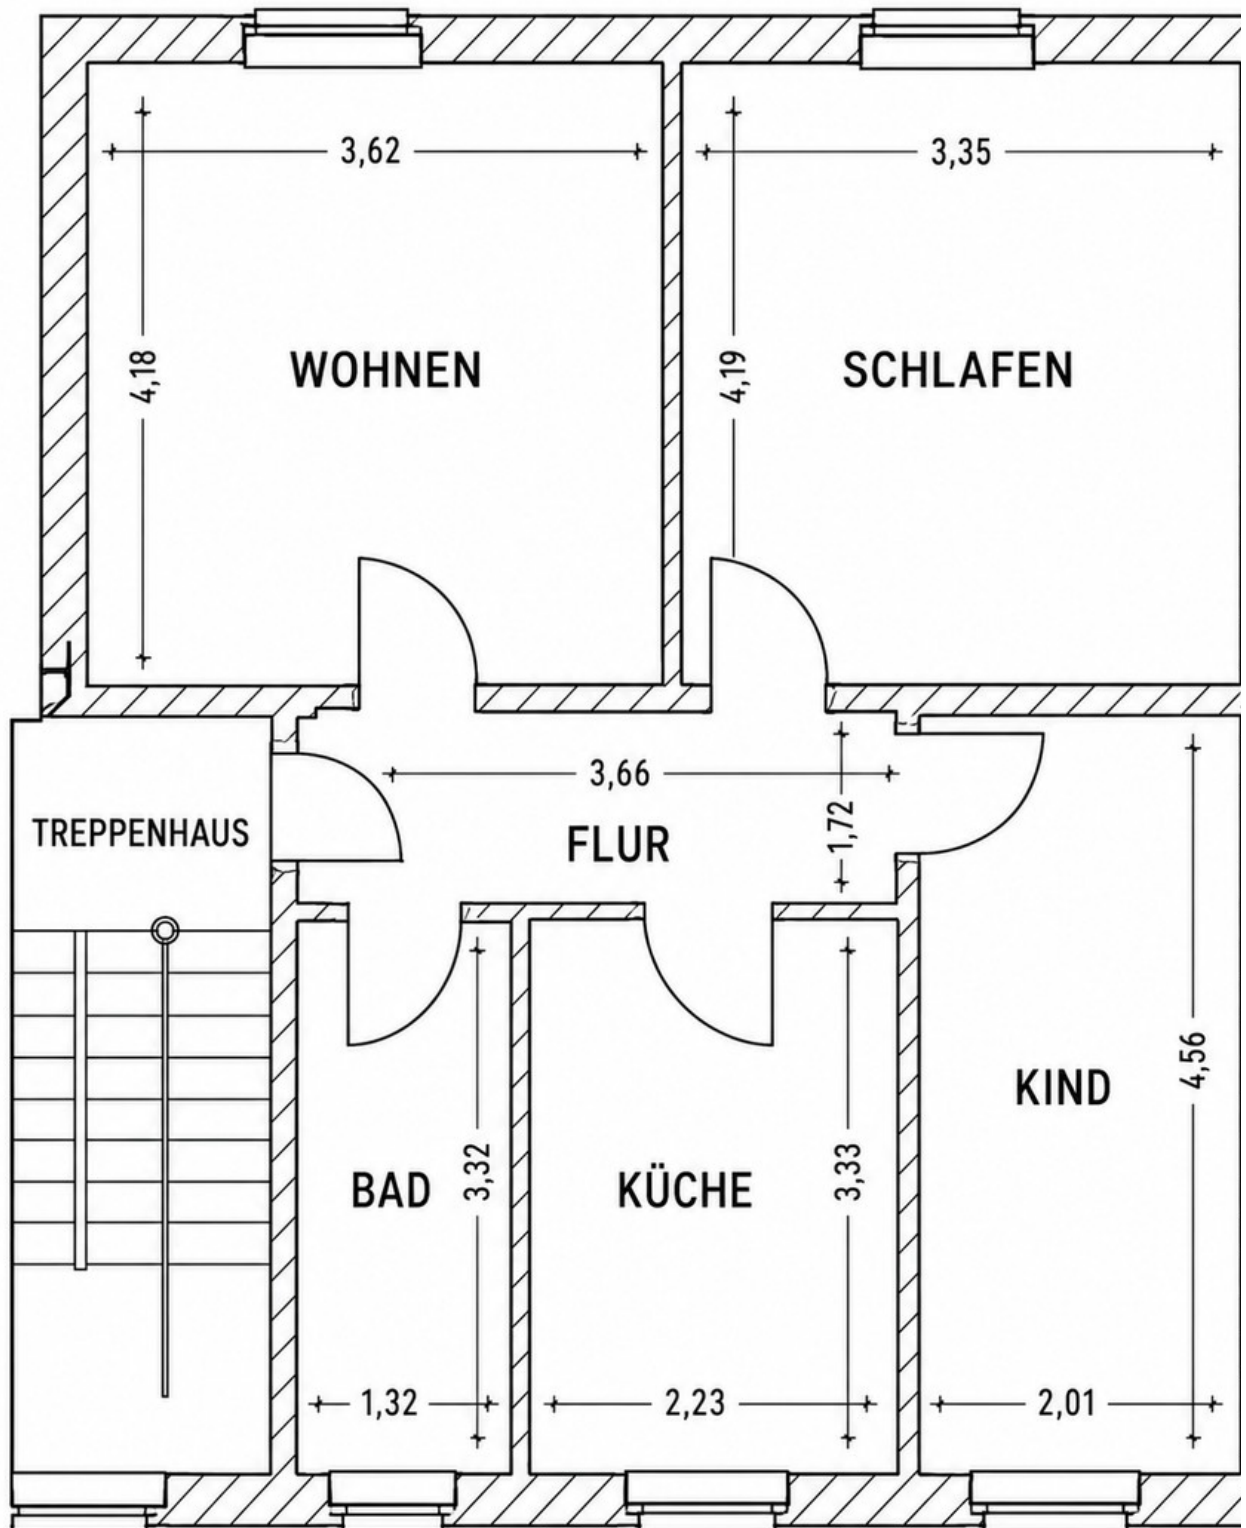 3,62
3,35
4,18
WOHNEN
4,19
SCHLAFEN
3,66
1,72
TREPPENHAUS
FLUR
4,56
KIND
3,32
3,33
BAD
KÜCHE
1,32
2,23
2,01